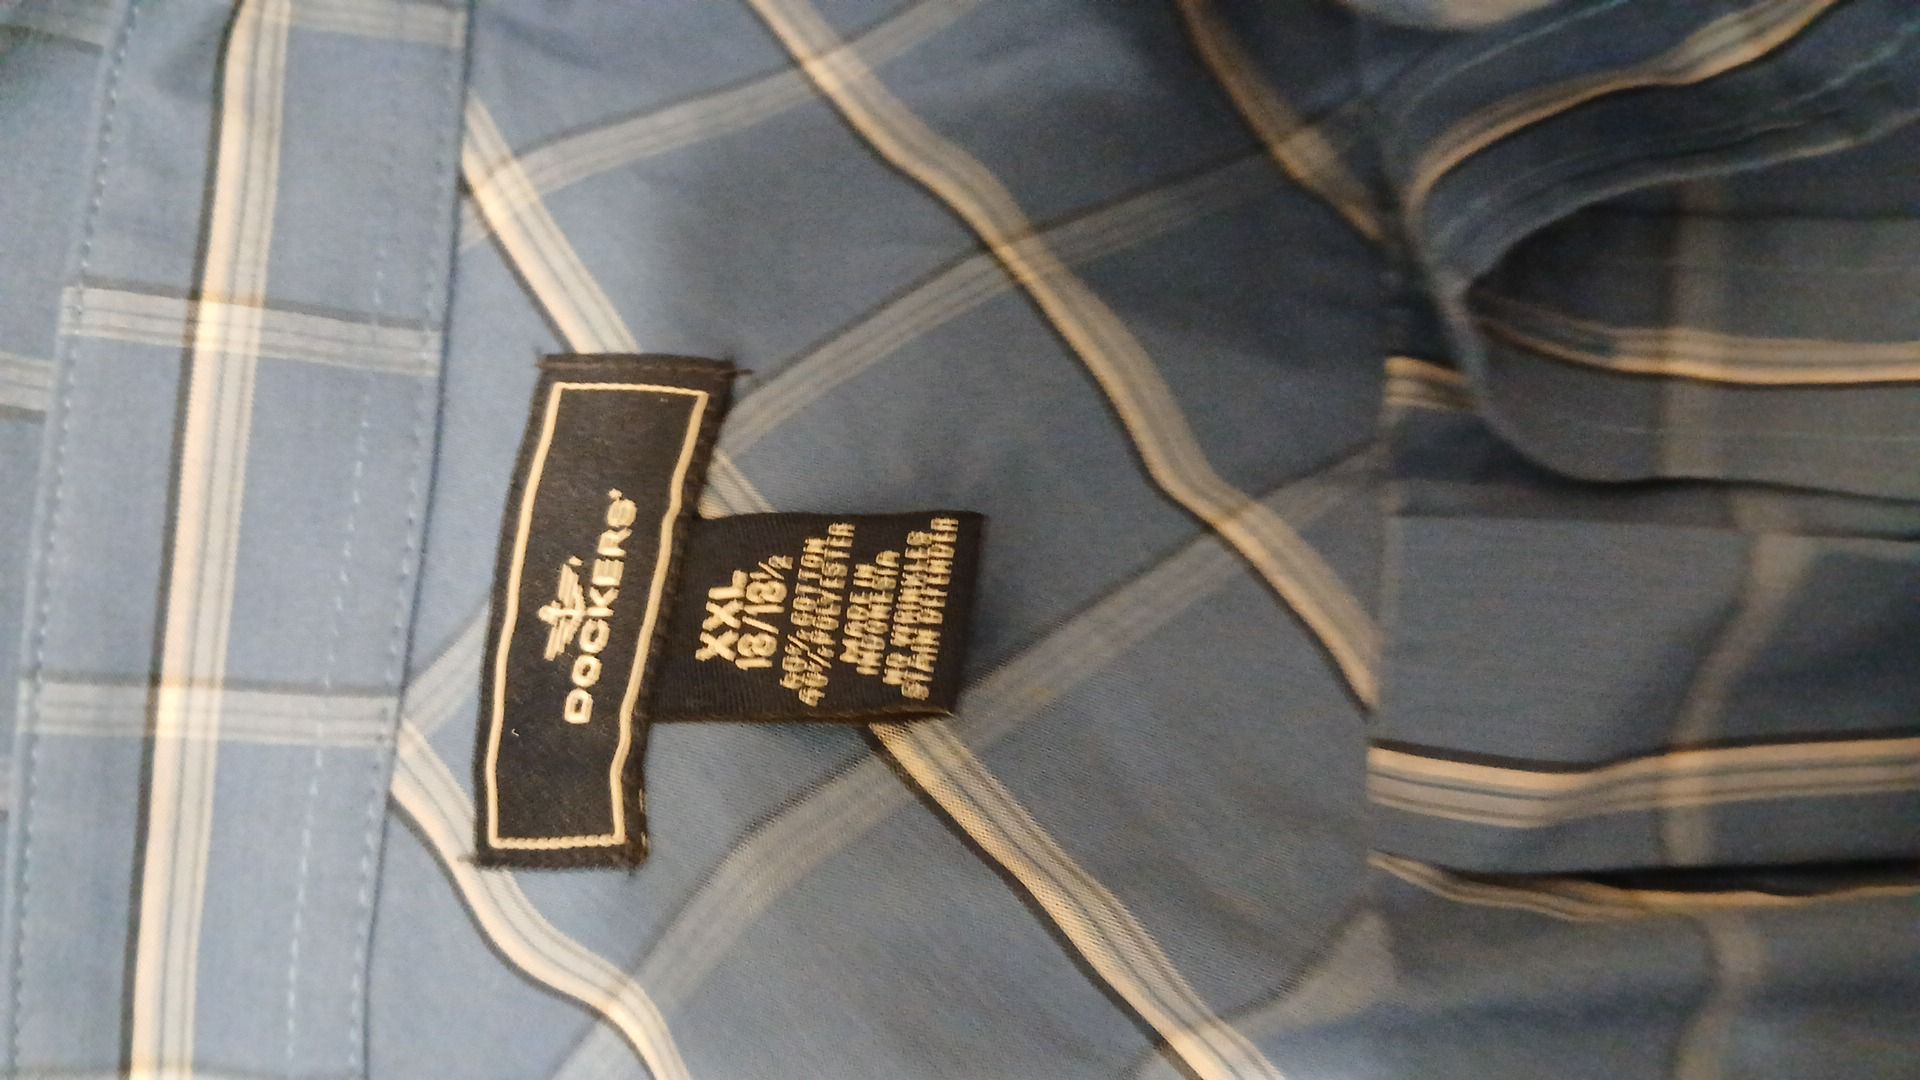 DOCKERS®
XXL
18/18½
60% COTTON
40% POLYESTER
MADE IN
INDONESIA
NO WRINKLES
STAIN DEFENDER